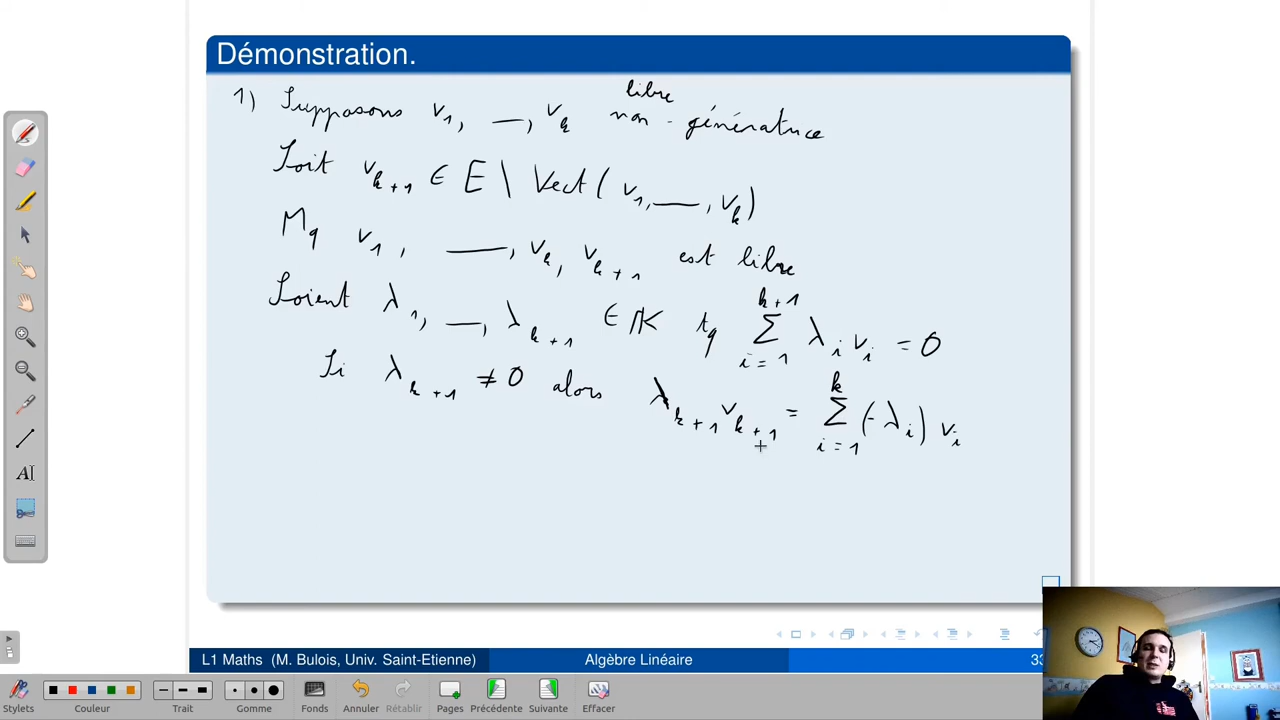 Démonstration.
1) Supposons v₁, —, vₖ libre non-génératrice
Soit vₖ₊₁ ∈ E \ Vect(v₁, —, vₖ)
Mq v₁, —, vₖ, vₖ₊₁ est libre
Soient λ₁, —, λₖ₊₁ ∈ 𝕂 tq ∑_{i=1}^{k+1} λᵢ vᵢ = 0
Si λₖ₊₁ ≠ 0 alors λₖ₊₁ vₖ₊₁ = ∑_{i=1}^{k} (-λᵢ) vᵢ
L1 Maths (M. Bulois, Univ. Saint-Etienne) Algèbre Linéaire 33
Stylets Couleur Trait Gomme Fonds Annuler Rétablir Pages Précédente Suivante Effacer